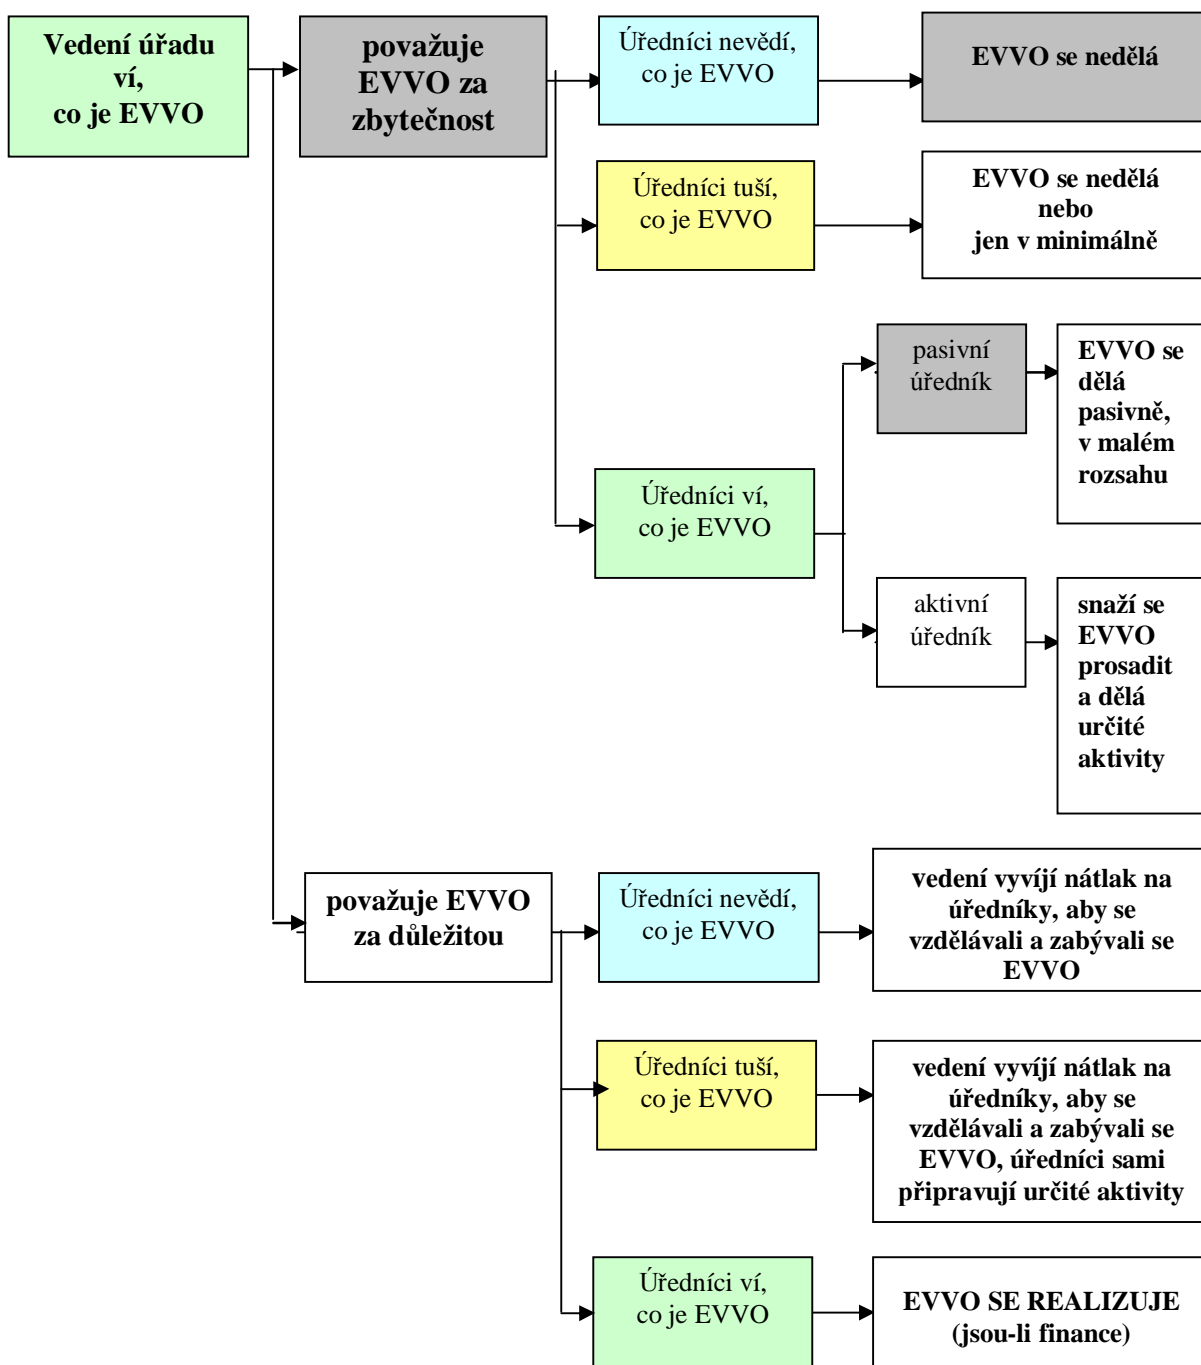 Vedení úřadu
ví,
co je EVVO
považuje
EVVO za
zbytečnost
Úředníci nevědí,
co je EVVO
EVVO se nedělá
Úředníci tuší,
co je EVVO
EVVO se nedělá
nebo
jen v minimálně
Úředníci ví,
co je EVVO
pasivní
úředník
EVVO se
dělá
pasivně,
v malém
rozsahu
aktivní
úředník
snaží se
EVVO
prosadit
a dělá
určité
aktivity
považuje EVVO
za důležitou
Úředníci nevědí,
co je EVVO
vedení vyvíjí nátlak na
úředníky, aby se
vzdělávali a zabývali se
EVVO
Úředníci tuší,
co je EVVO
vedení vyvíjí nátlak na
úředníky, aby se
vzdělávali a zabývali se
EVVO, úředníci sami
připravují určité aktivity
Úředníci ví,
co je EVVO
EVVO SE REALIZUJE
(jsou-li finance)